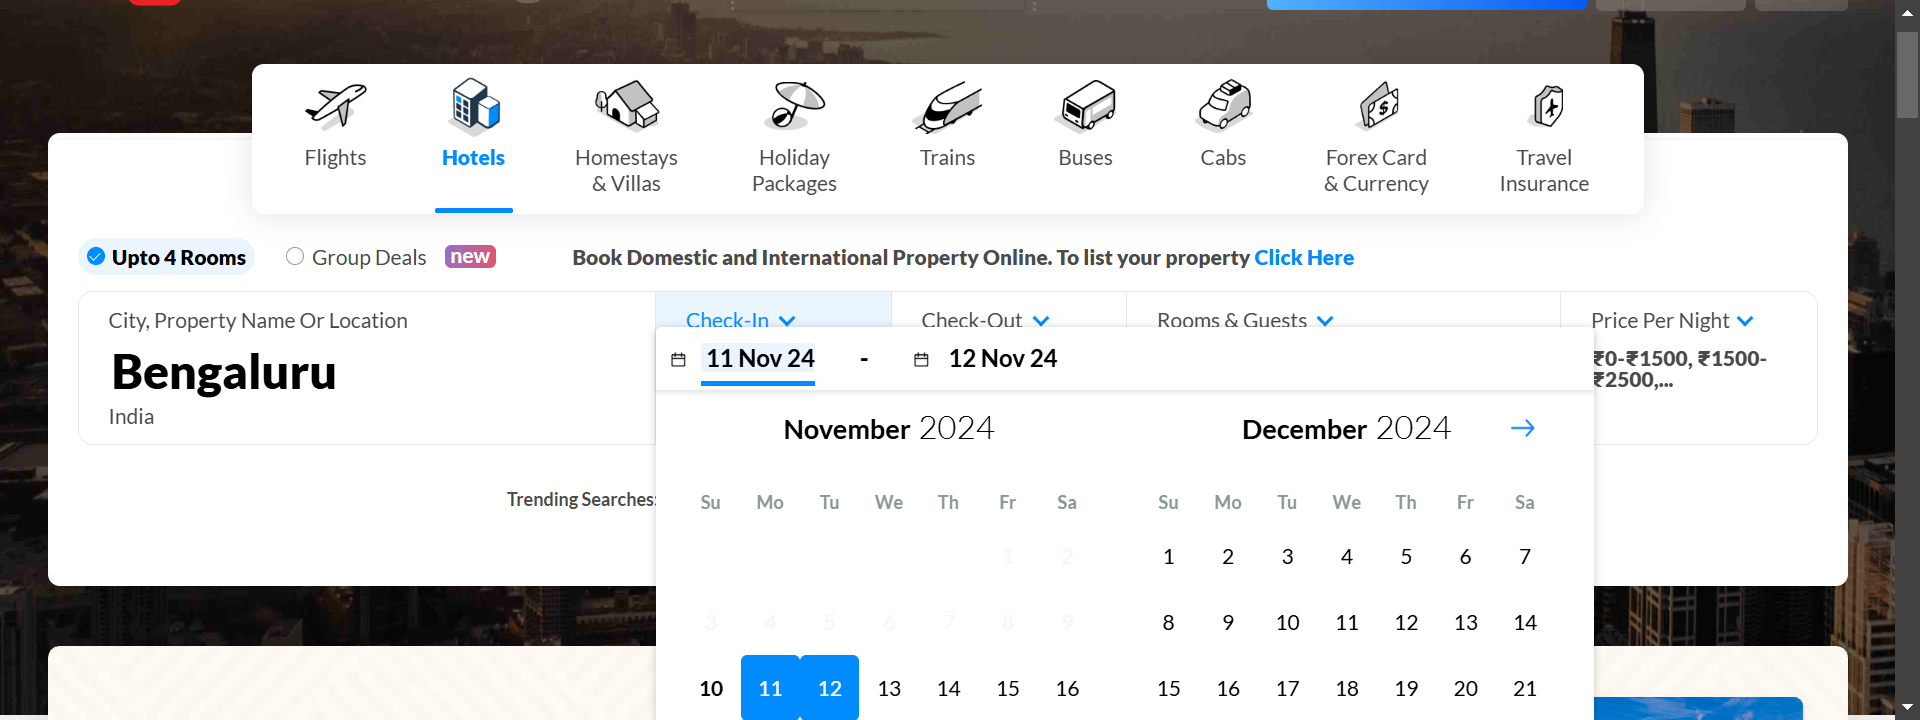 Flights
Hotels
Homestays
& Villas
Holiday
Packages
Trains
Buses
Cabs
Forex Card
& Currency
Travel
Insurance
Upto 4 Rooms
Group Deals
new
Book Domestic and International Property Online. To list your property Click Here
City, Property Name Or Location
Bengaluru
India
Check-In
Check-Out
Rooms & Guests
Price Per Night
₹0-₹1500, ₹1500-
₹2500,...
11 Nov 24 - 12 Nov 24
Trending Searches:
November 2024
Su Mo Tu We Th Fr Sa
1 2
3 4 5 6 7 8 9
10 11 12 13 14 15 16
December 2024
Su Mo Tu We Th Fr Sa
1 2 3 4 5 6 7
8 9 10 11 12 13 14
15 16 17 18 19 20 21